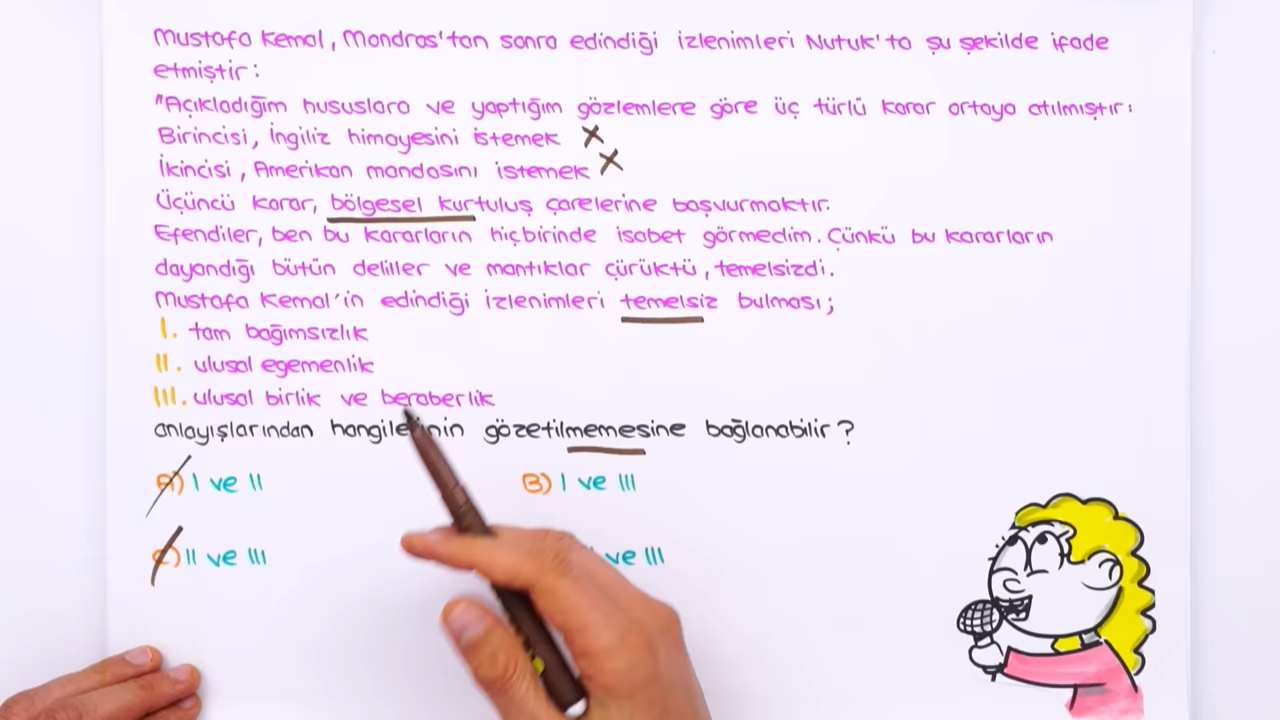 Mustafa Kemal, Mondros'tan sonra edindiği izlenimleri Nutuk'ta şu şekilde ifade
etmiştir:
"Açıkladığım hususlara ve yaptığım gözlemlere göre üç türlü karar ortaya atılmıştır:
Birincisi, İngiliz himayesini istemek
İkincisi, Amerikan mandasını istemek
Üçüncü karar, bölgesel kurtuluş çarelerine başvurmaktır.
Efendiler, ben bu kararların hiçbirinde isabet görmedim. Çünkü bu kararların
dayandığı bütün deliller ve mantıklar çürüktü, temelsizdi.
Mustafa Kemal'in edindiği izlenimleri temelsiz bulması;
I. tam bağımsızlık
II. ulusal egemenlik
III. ulusal birlik ve beraberlik
anlayışlarından hangilerinin gözetilmemesine bağlanabilir?
A) I ve II B) I ve III
C) II ve III ve III